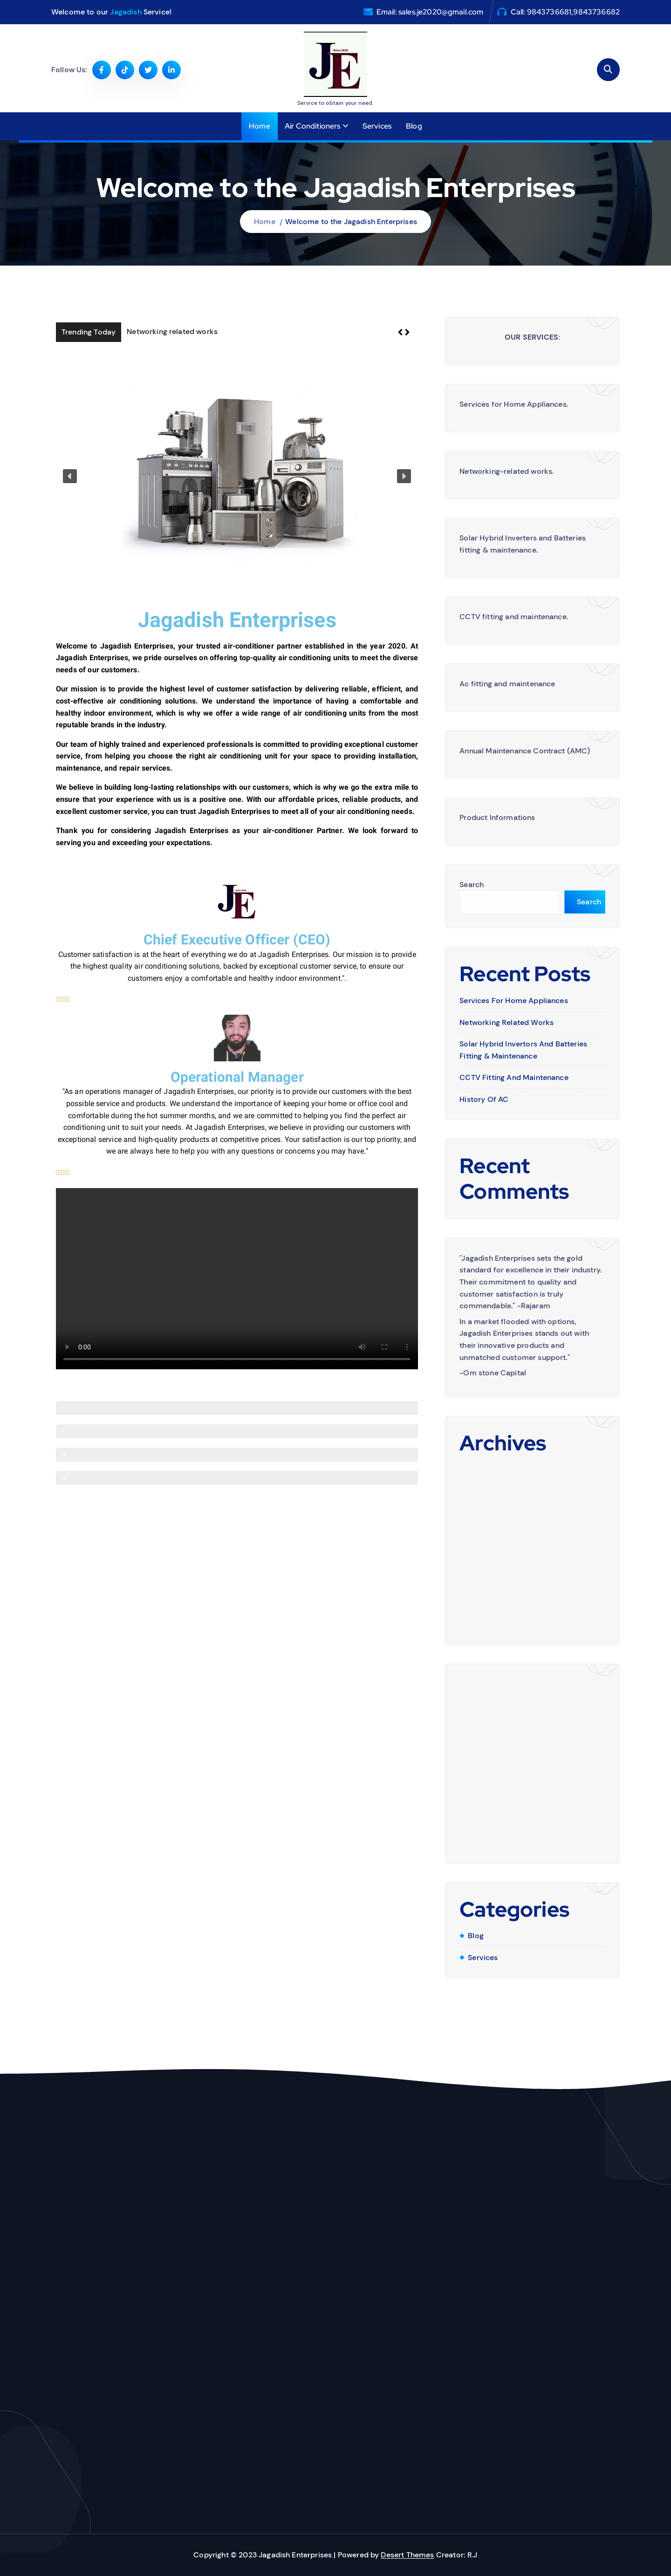 Welcome to our Jagadish Service!
Email: sales.je2020@gmail.com
Call: 9843736681,9843736682
Follow Us:
Since 2020
JE
Service to obtain your need.
Home
Air Conditioners
Services
Blog
Welcome to the Jagadish Enterprises
Home / Welcome to the Jagadish Enterprises
Trending Today
Networking related works
Jagadish Enterprises
Welcome to Jagadish Enterprises, your trusted air-conditioner partner established in the year 2020. At
Jagadish Enterprises, we pride ourselves on offering top-quality air conditioning units to meet the diverse
needs of our customers.
Our mission is to provide the highest level of customer satisfaction by delivering reliable, efficient, and
cost-effective air conditioning solutions. We understand the importance of having a comfortable and
healthy indoor environment, which is why we offer a wide range of air conditioning units from the most
reputable brands in the industry.
Our team of highly trained and experienced professionals is committed to providing exceptional customer
service, from helping you choose the right air conditioning unit for your space to providing installation,
maintenance, and repair services.
We believe in building long-lasting relationships with our customers, which is why we go the extra mile to
ensure that your experience with us is a positive one. With our affordable prices, reliable products, and
excellent customer service, you can trust Jagadish Enterprises to meet all of your air conditioning needs.
Thank you for considering Jagadish Enterprises as your air-conditioner Partner. We look forward to
serving you and exceeding your expectations.
JE
Chief Executive Officer (CEO)
Customer satisfaction is at the heart of everything we do at Jagadish Enterprises. Our mission is to provide
the highest quality air conditioning solutions, backed by exceptional customer service, to ensure our
customers enjoy a comfortable and healthy indoor environment.".
Operational Manager
"As an operations manager of Jagadish Enterprises, our priority is to provide our customers with the best
possible service and products. We understand the importance of keeping your home or office cool and
comfortable during the hot summer months, and we are committed to helping you find the perfect air
conditioning unit to suit your needs. At Jagadish Enterprises, we believe in providing our customers with
exceptional service and high-quality products at competitive prices. Your satisfaction is our top priority, and
we are always here to help you with any questions or concerns you may have."
0:00
OUR SERVICES:
Services for Home Appliances.
Networking-related works.
Solar Hybrid Inverters and Batteries
fitting & maintenance.
CCTV fitting and maintenance.
Ac fitting and maintenance
Annual Maintenance Contract (AMC)
Product Informations
Search
Search
Recent Posts
Services For Home Appliances
Networking Related Works
Solar Hybrid Invertors And Batteries
Fitting & Maintenance
CCTV Fitting And Maintenance
History Of AC
Recent
Comments
"Jagadish Enterprises sets the gold
standard for excellence in their industry.
Their commitment to quality and
customer satisfaction is truly
commendable." -Rajaram
In a market flooded with options,
Jagadish Enterprises stands out with
their innovative products and
unmatched customer support."
-Om stone Capital
Archives
Categories
Blog
Services
Copyright © 2023 Jagadish Enterprises | Powered by Desert Themes Creator: R.J